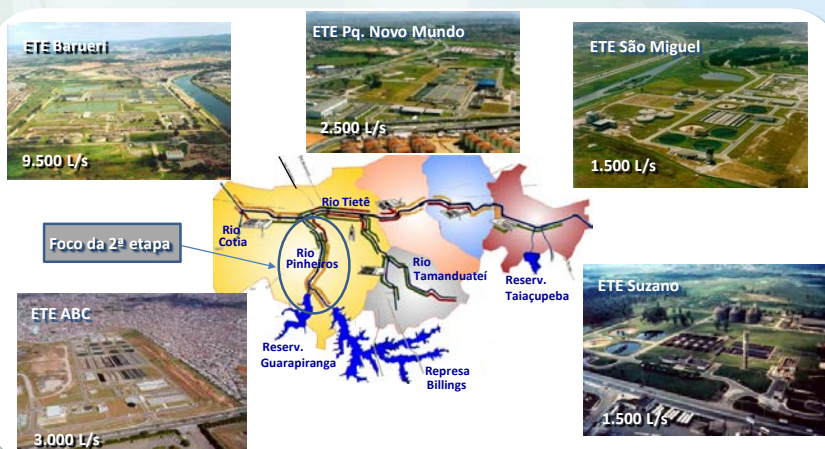 ETE Barueri
9.500 L/s
ETE Pq. Novo Mundo
2.500 L/s
ETE São Miguel
1.500 L/s
Foco da 2ª etapa
Rio Tietê
Rio
Cotia
Rio
Pinheiros
Rio
Tamanduateí
Reserv.
Taiaçupeba
Reserv.
Guarapiranga
Represa
Billings
ETE ABC
3.000 L/s
ETE Suzano
1.500 L/s